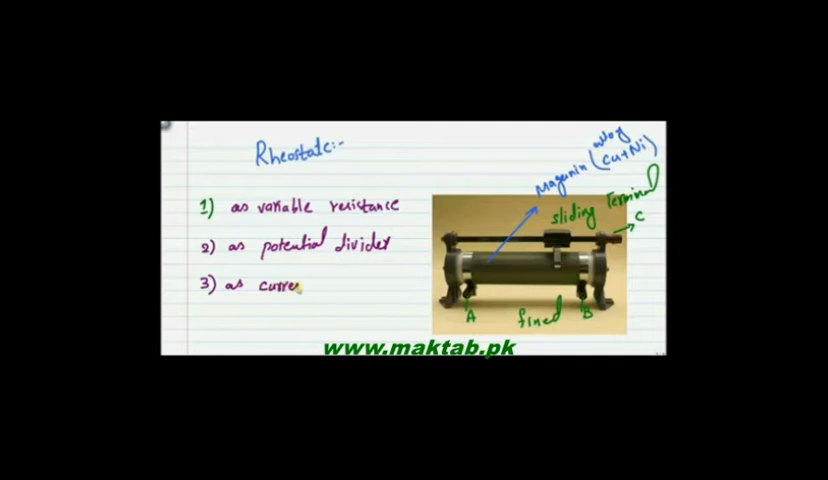 Rheostate:-
alloy
Maganin (Cu+Ni)
1) as variable resistance
sliding Terminal
C
2) as potential divider
3) as curre
A fixed B
www.maktab.pk